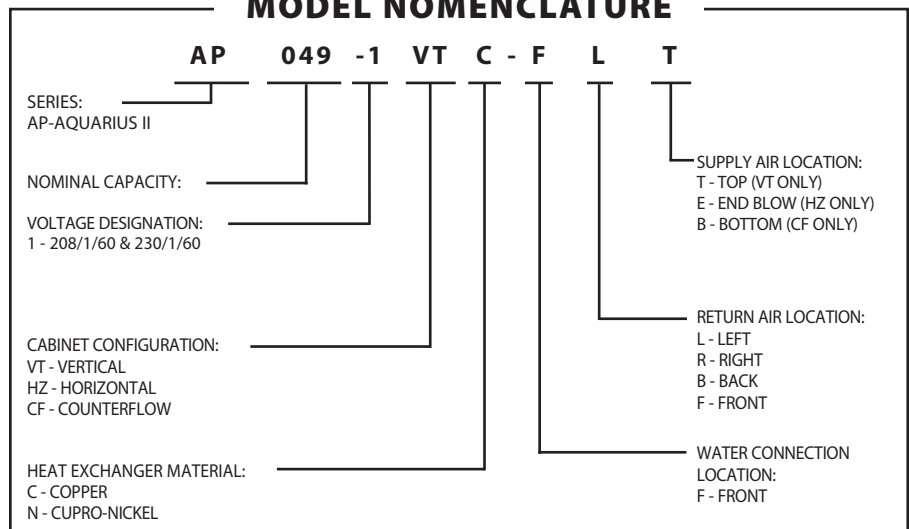 MODEL NOMENCLATURE
AP 049 -1 VT C - F L T
SERIES:
AP-AQUARIUS II
NOMINAL CAPACITY:
VOLTAGE DESIGNATION:
1 - 208/1/60 & 230/1/60
CABINET CONFIGURATION:
VT - VERTICAL
HZ - HORIZONTAL
CF - COUNTERFLOW
HEAT EXCHANGER MATERIAL:
C - COPPER
N - CUPRO-NICKEL
SUPPLY AIR LOCATION:
T - TOP (VT ONLY)
E - END BLOW (HZ ONLY)
B - BOTTOM (CF ONLY)
RETURN AIR LOCATION:
L - LEFT
R - RIGHT
B - BACK
F - FRONT
WATER CONNECTION
LOCATION:
F - FRONT